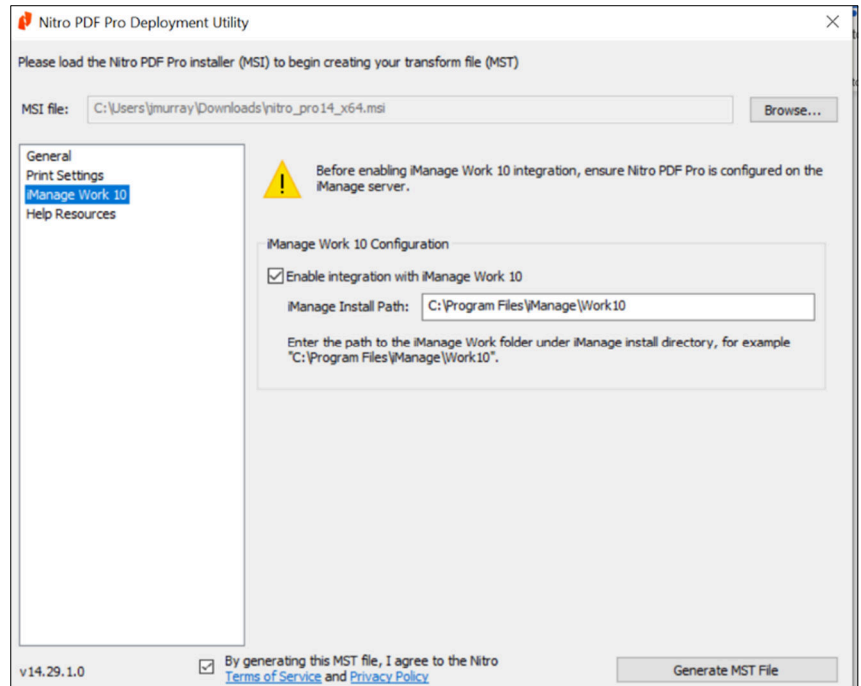 Nitro PDF Pro Deployment Utility
Please load the Nitro PDF Pro installer (MSI) to begin creating your transform file (MST)
MSI file: C:\Users\jmurray\Downloads\nitro_pro14_x64.msi Browse...
General
Print Settings
iManage Work 10
Help Resources
Before enabling iManage Work 10 integration, ensure Nitro PDF Pro is configured on the
iManage server.
iManage Work 10 Configuration
Enable integration with iManage Work 10
iManage Install Path: C:\Program Files\iManage\Work10
Enter the path to the iManage Work folder under iManage install directory, for example
"C:\Program Files\iManage\Work10".
v14.29.1.0
By generating this MST file, I agree to the Nitro
Terms of Service and Privacy Policy
Generate MST File